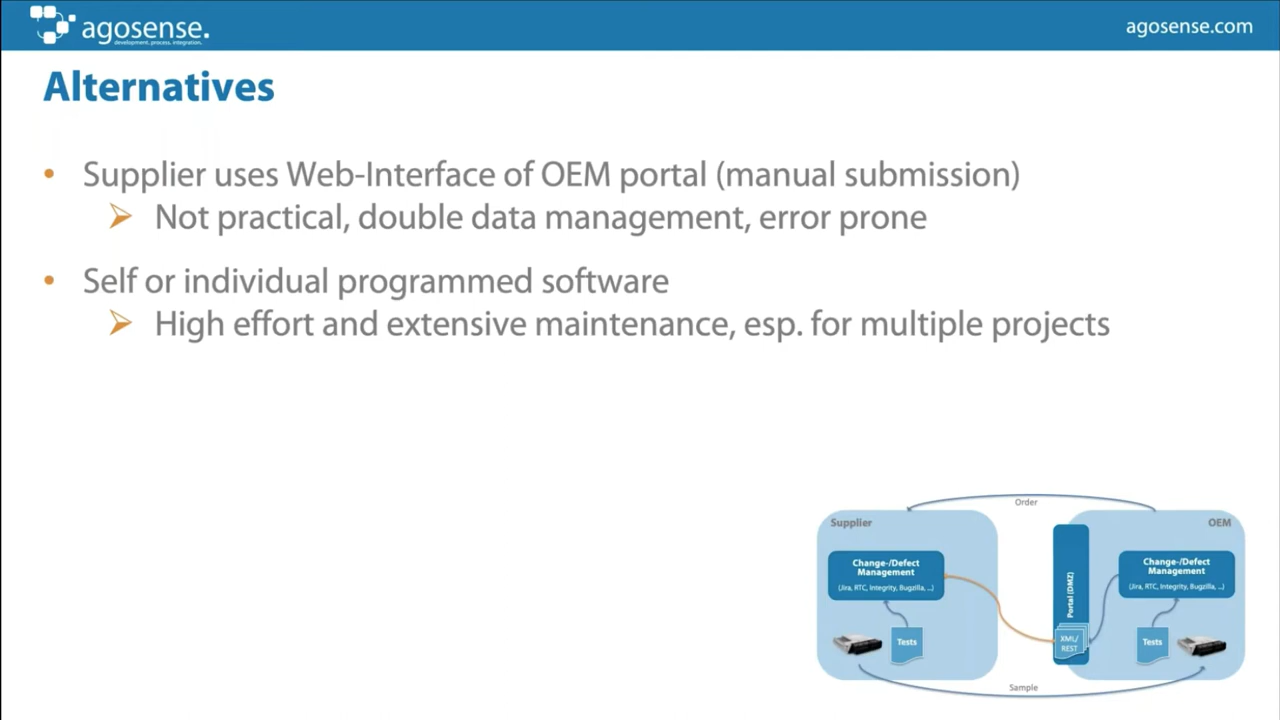 agosense.
development. process. integration.
agosense.com
Alternatives
• Supplier uses Web-Interface of OEM portal (manual submission)
Not practical, double data management, error prone
• Self or individual programmed software
High effort and extensive maintenance, esp. for multiple projects
Order
Supplier
OEM
Change-/Defect
Management
(Jira, RTC, Integrity, Bugzilla, ...)
Portal (DMZ)
Change-/Defect
Management
(Jira, RTC, Integrity, Bugzilla, ...)
Tests
XML/
REST
Tests
Sample